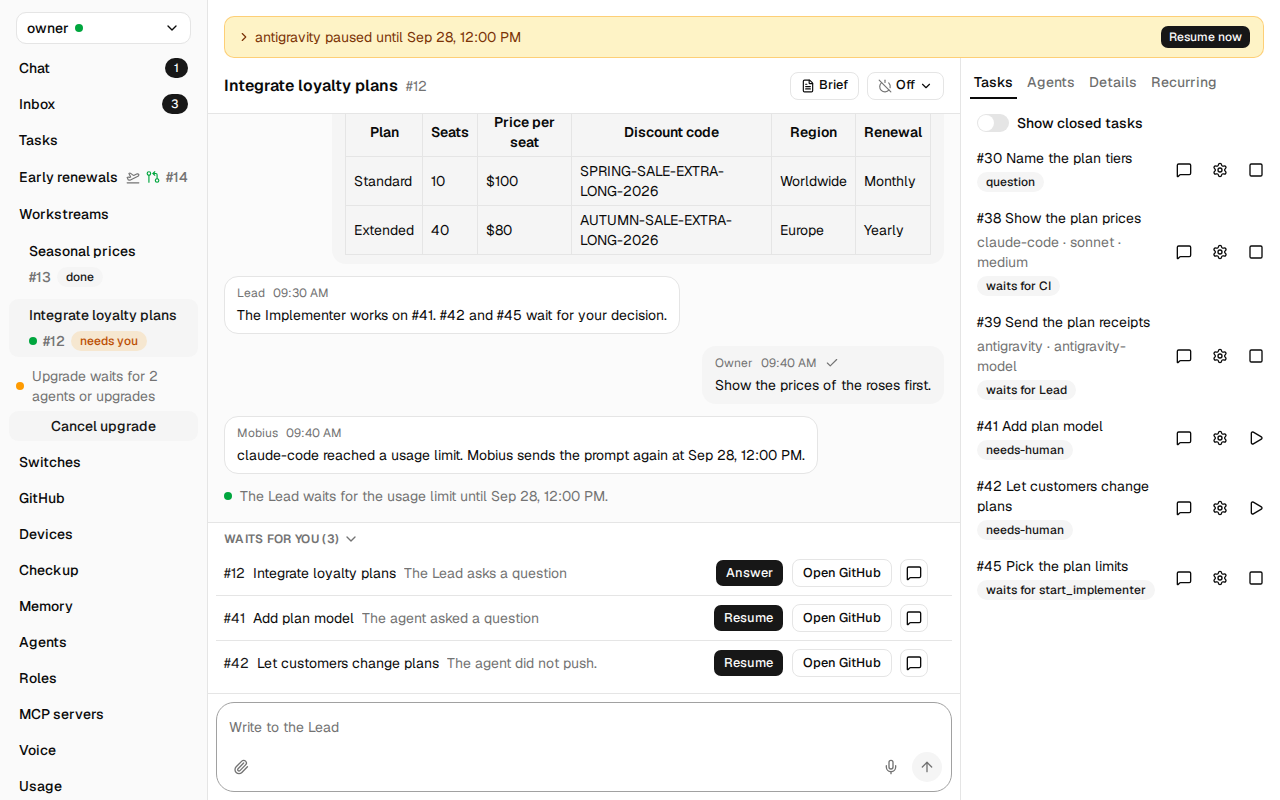 owner
Chat 1
Inbox 3
Tasks
Early renewals #14
Workstreams
Seasonal prices
#13 done
Integrate loyalty plans
#12 needs you
Upgrade waits for 2
agents or upgrades
Cancel upgrade
Switches
GitHub
Devices
Checkup
Memory
Agents
Roles
MCP servers
Voice
Usage
antigravity paused until Sep 28, 12:00 PM
Resume now
Integrate loyalty plans #12
Brief
Off
Plan Seats Price per seat Discount code Region Renewal
Standard 10 $100 SPRING-SALE-EXTRA-LONG-2026 Worldwide Monthly
Extended 40 $80 AUTUMN-SALE-EXTRA-LONG-2026 Europe Yearly
Lead 09:30 AM
The Implementer works on #41. #42 and #45 wait for your decision.
Owner 09:40 AM
Show the prices of the roses first.
Mobius 09:40 AM
claude-code reached a usage limit. Mobius sends the prompt again at Sep 28, 12:00 PM.
The Lead waits for the usage limit until Sep 28, 12:00 PM.
WAITS FOR YOU (3)
#12 Integrate loyalty plans The Lead asks a question Answer Open GitHub
#41 Add plan model The agent asked a question Resume Open GitHub
#42 Let customers change plans The agent did not push. Resume Open GitHub
Write to the Lead
Tasks Agents Details Recurring
Show closed tasks
#30 Name the plan tiers
question
#38 Show the plan prices
claude-code · sonnet ·
medium
waits for CI
#39 Send the plan receipts
antigravity · antigravity-
model
waits for Lead
#41 Add plan model
needs-human
#42 Let customers change
plans
needs-human
#45 Pick the plan limits
waits for start_implementer